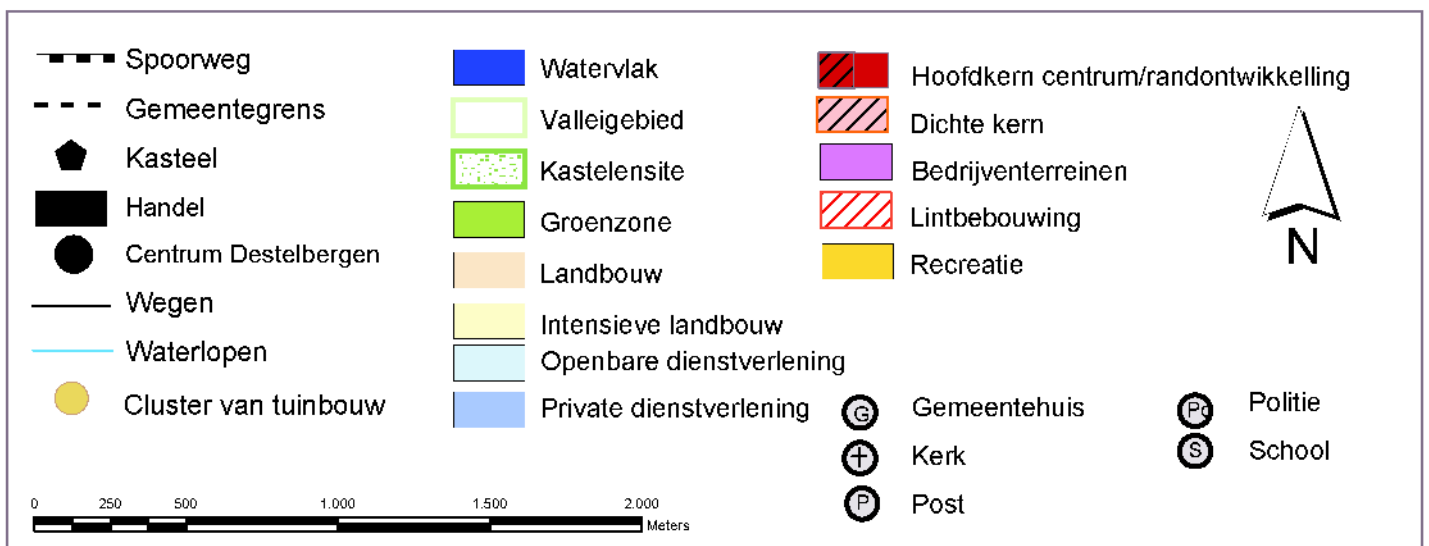 Spoorweg
Gemeentegrens
Kasteel
Handel
Centrum Destelbergen
Wegen
Waterlopen
Cluster van tuinbouw
Watervlak
Valleigebied
Kastelensite
Groenzone
Landbouw
Intensieve landbouw
Openbare dienstverlening
Private dienstverlening
Hoofdkern centrum/randontwikkelling
Dichte kern
Bedrijventerreinen
Lintbebouwing
Recreatie
N
G Gemeentehuis
Kerk
P Post
Po Politie
S School
0 250 500 1.000 1.500 2.000
Meters